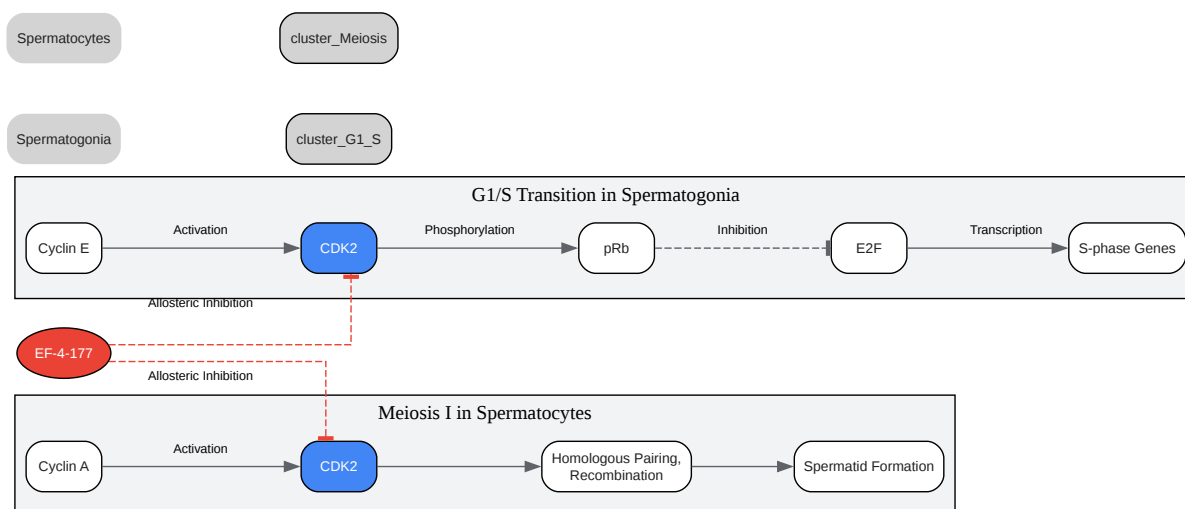 Spermatocytes
cluster_Meiosis
Spermatogonia
cluster_G1_S
G1/S Transition in Spermatogonia
Cyclin E
Activation
CDK2
Phosphorylation
pRb
Inhibition
E2F
Transcription
S-phase Genes
Allosteric Inhibition
EF-4-177
Allosteric Inhibition
Meiosis I in Spermatocytes
Cyclin A
Activation
CDK2
Homologous Pairing,
Recombination
Spermatid Formation